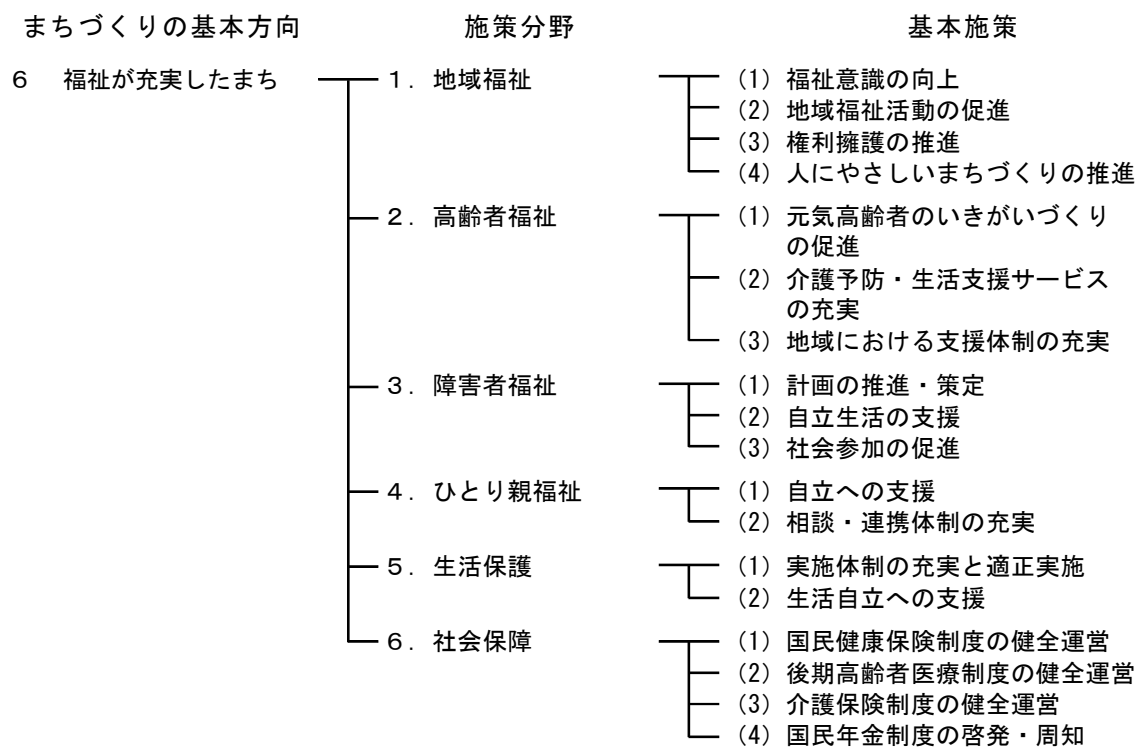 まちづくりの基本方向 施策分野 基本施策
6 福祉が充実したまち 1．地域福祉 (1) 福祉意識の向上
(2) 地域福祉活動の促進
(3) 権利擁護の推進
(4) 人にやさしいまちづくりの推進
2．高齢者福祉 (1) 元気高齢者のいきがいづくり
の促進
(2) 介護予防・生活支援サービス
の充実
(3) 地域における支援体制の充実
3．障害者福祉 (1) 計画の推進・策定
(2) 自立生活の支援
(3) 社会参加の促進
4．ひとり親福祉 (1) 自立への支援
(2) 相談・連携体制の充実
5．生活保護 (1) 実施体制の充実と適正実施
(2) 生活自立への支援
6．社会保障 (1) 国民健康保険制度の健全運営
(2) 後期高齢者医療制度の健全運営
(3) 介護保険制度の健全運営
(4) 国民年金制度の啓発・周知